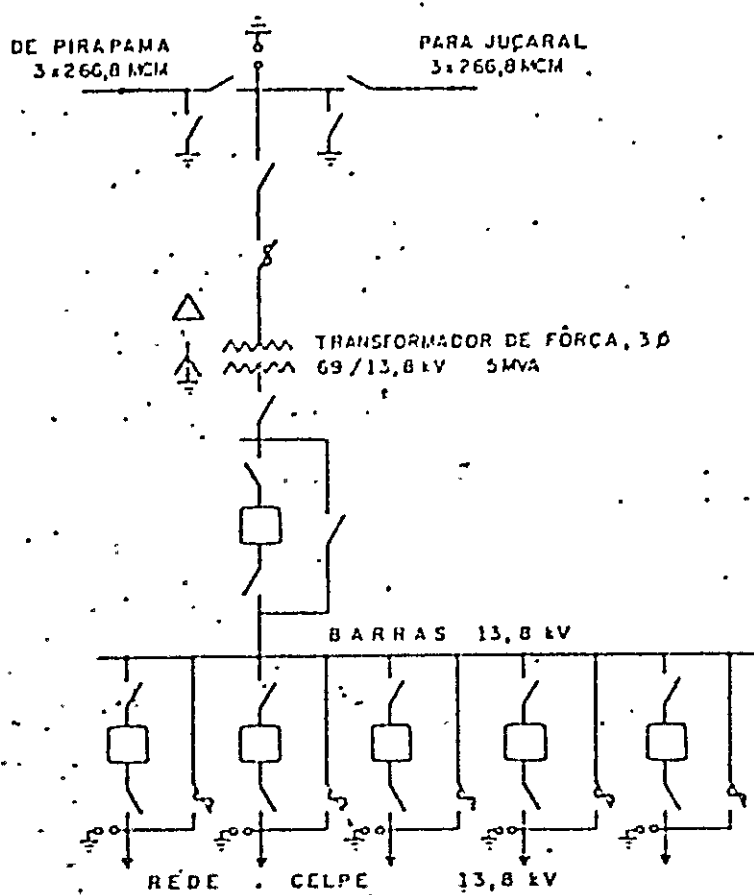 DE PIRAPAMA
3x266,8 MCM
PARA JUÇARAL
3x266,8 MCM
TRANSFORMADOR DE FÔRÇA, 3Ø
69/13,8 kV 5MVA
BARRAS 13,8 kV
REDE CELPE 13,8 kV